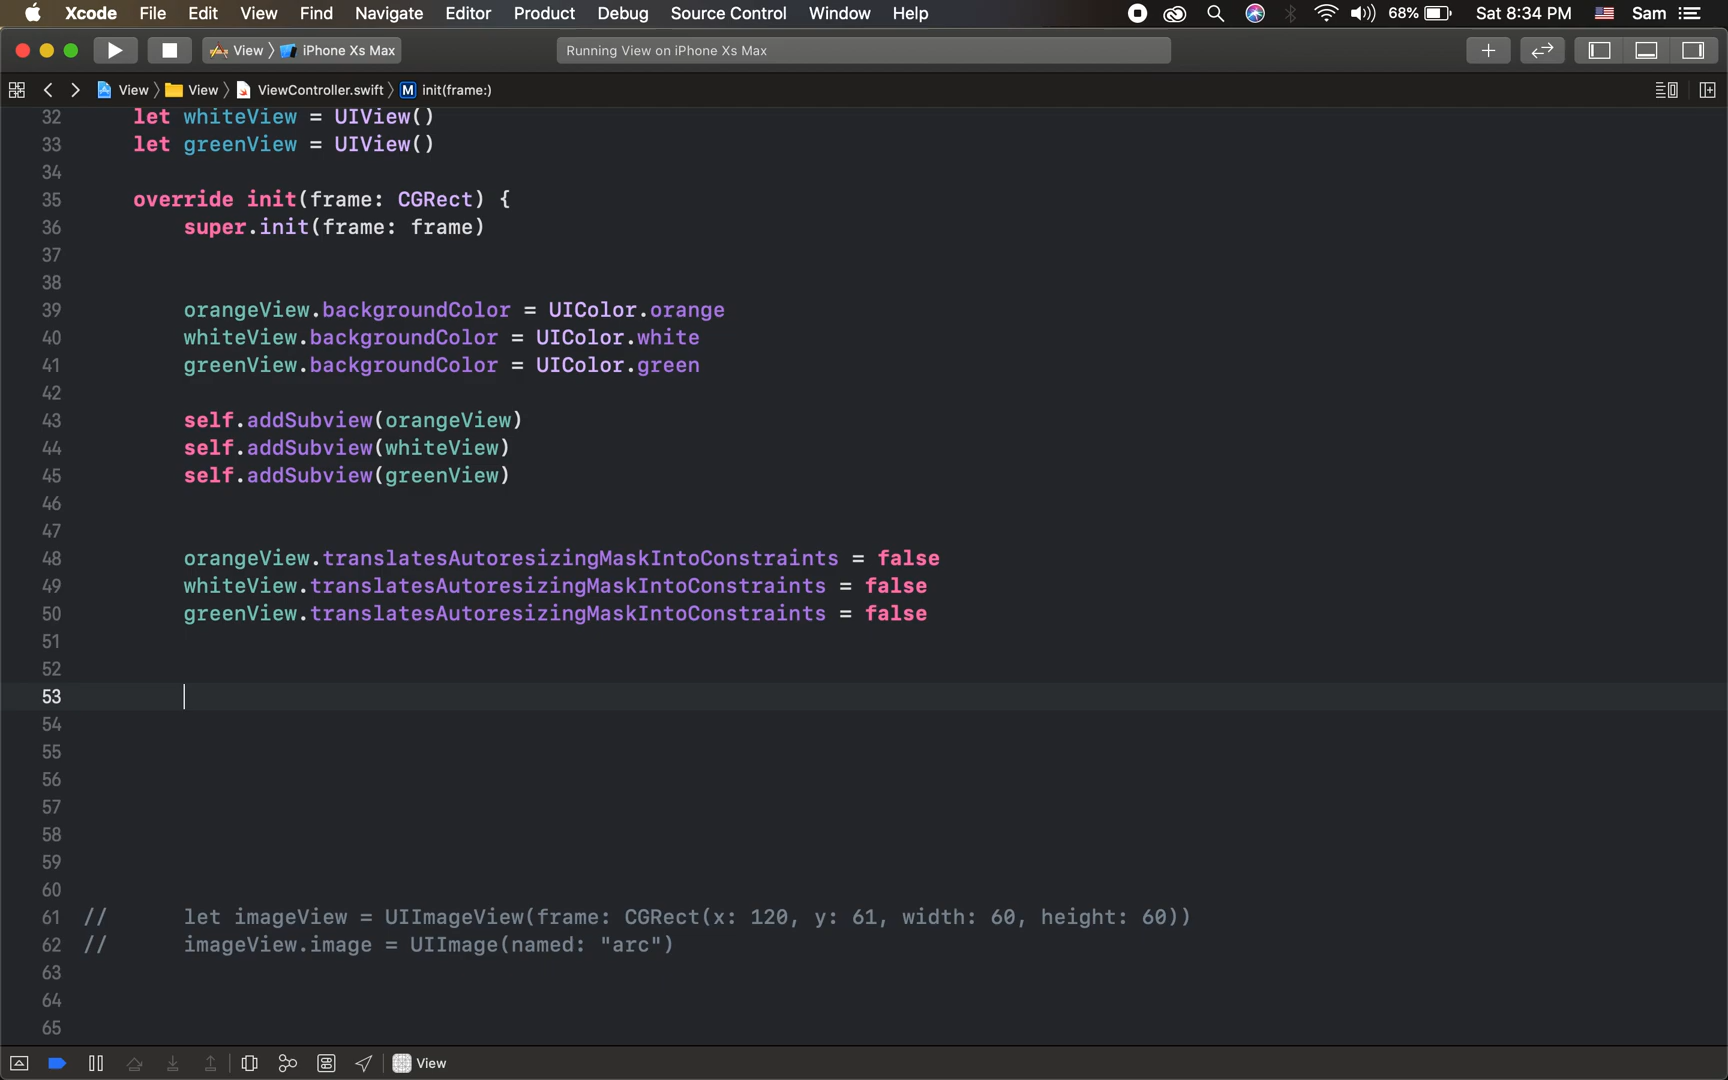 Xcode File Edit View Find Navigate Editor Product Debug Source Control Window Help 68% Sat 8:34 PM Sam
View 〉 iPhone Xs Max Running View on iPhone Xs Max
View 〉 View 〉 ViewController.swift 〉 M init(frame:)
32 let whiteView = UIView()
33 let greenView = UIView()
34
35 override init(frame: CGRect) {
36 super.init(frame: frame)
37
38
39 orangeView.backgroundColor = UIColor.orange
40 whiteView.backgroundColor = UIColor.white
41 greenView.backgroundColor = UIColor.green
42
43 self.addSubview(orangeView)
44 self.addSubview(whiteView)
45 self.addSubview(greenView)
46
47
48 orangeView.translatesAutoresizingMaskIntoConstraints = false
49 whiteView.translatesAutoresizingMaskIntoConstraints = false
50 greenView.translatesAutoresizingMaskIntoConstraints = false
51
52
53
54
55
56
57
58
59
60
61 // let imageView = UIImageView(frame: CGRect(x: 120, y: 61, width: 60, height: 60))
62 // imageView.image = UIImage(named: "arc")
63
64
65
View